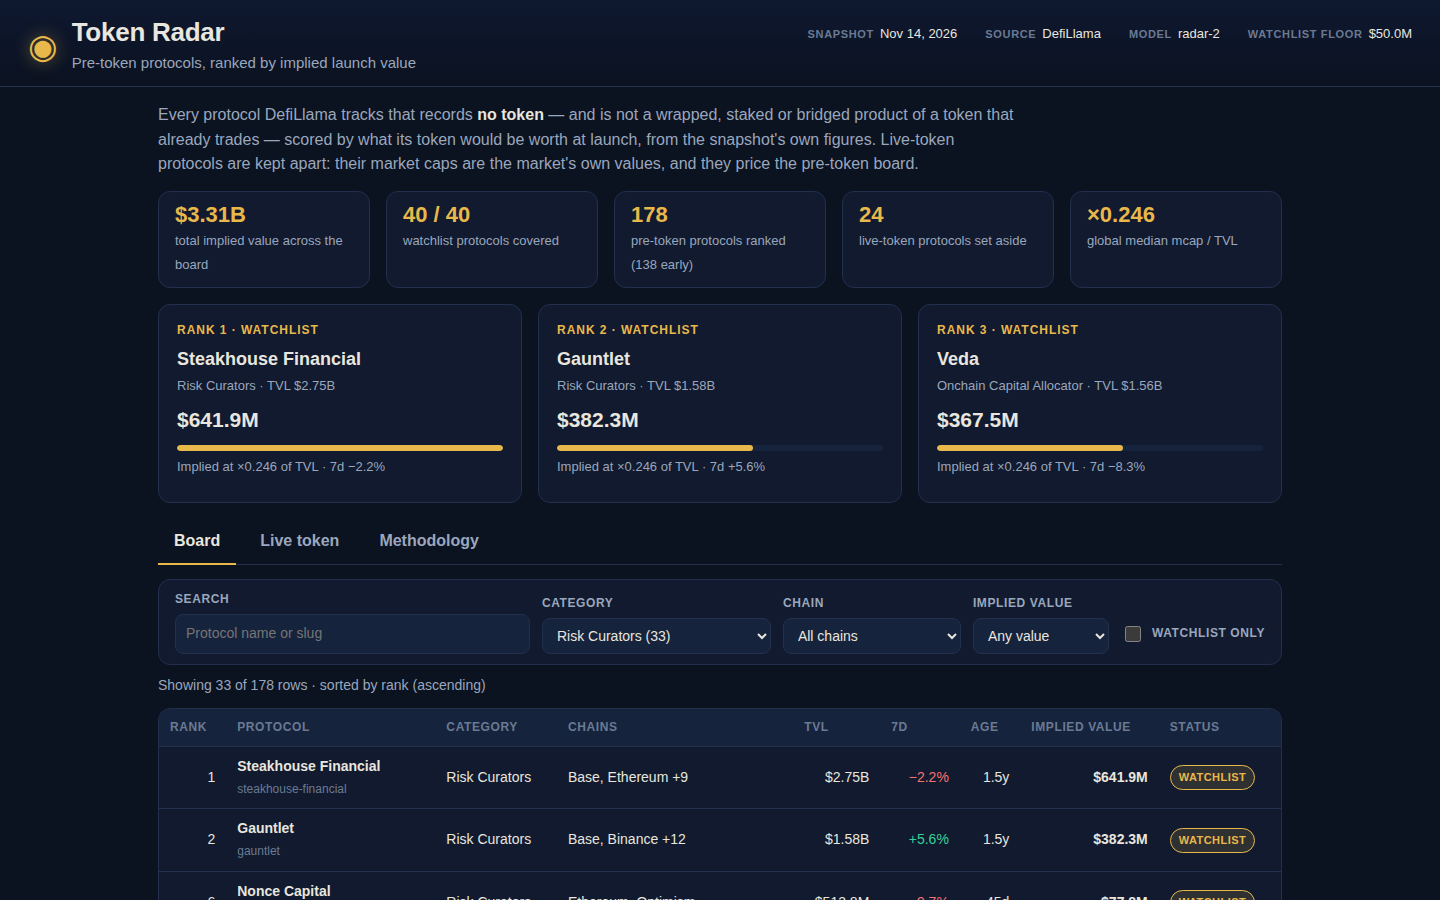 Token Radar
Pre-token protocols, ranked by implied launch value
SNAPSHOT Nov 14, 2026 SOURCE DefiLlama MODEL radar-2 WATCHLIST FLOOR $50.0M
Every protocol DefiLlama tracks that records no token — and is not a wrapped, staked or bridged product of a token that
already trades — scored by what its token would be worth at launch, from the snapshot's own figures. Live-token
protocols are kept apart: their market caps are the market's own values, and they price the pre-token board.
$3.31B
total implied value across the
board
40 / 40
watchlist protocols covered
178
pre-token protocols ranked
(138 early)
24
live-token protocols set aside
×0.246
global median mcap / TVL
RANK 1 · WATCHLIST
Steakhouse Financial
Risk Curators · TVL $2.75B
$641.9M
Implied at ×0.246 of TVL · 7d −2.2%
RANK 2 · WATCHLIST
Gauntlet
Risk Curators · TVL $1.58B
$382.3M
Implied at ×0.246 of TVL · 7d +5.6%
RANK 3 · WATCHLIST
Veda
Onchain Capital Allocator · TVL $1.56B
$367.5M
Implied at ×0.246 of TVL · 7d −8.3%
Board Live token Methodology
SEARCH
Protocol name or slug
CATEGORY
Risk Curators (33)
CHAIN
All chains
IMPLIED VALUE
Any value
WATCHLIST ONLY
Showing 33 of 178 rows · sorted by rank (ascending)
RANK PROTOCOL CATEGORY CHAINS TVL 7D AGE IMPLIED VALUE STATUS
1 Steakhouse Financial Risk Curators Base, Ethereum +9 $2.75B −2.2% 1.5y $641.9M WATCHLIST
steakhouse-financial
2 Gauntlet Risk Curators Base, Binance +12 $1.58B +5.6% 1.5y $382.3M WATCHLIST
gauntlet
Nonce Capital